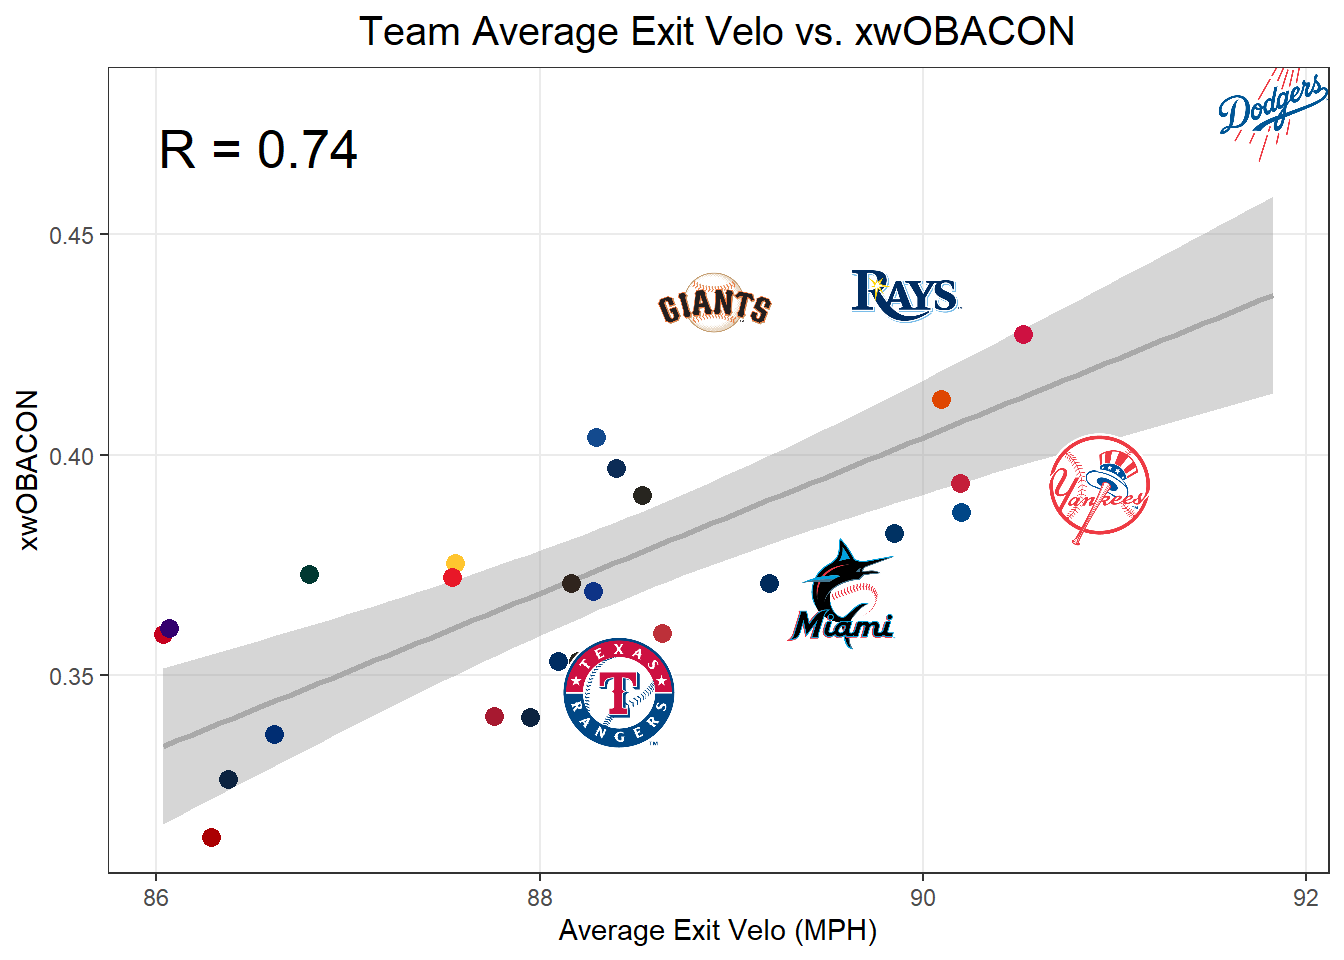 Team Average Exit Velo vs. xwOBACON
Dodgers
R = 0.74
0.45
GIANTS
RAYS
0.40
Yankees
xwOBACON
Miami
0.35
TEXAS
T
RANGERS
TM
86
88
90
92
Average Exit Velo (MPH)